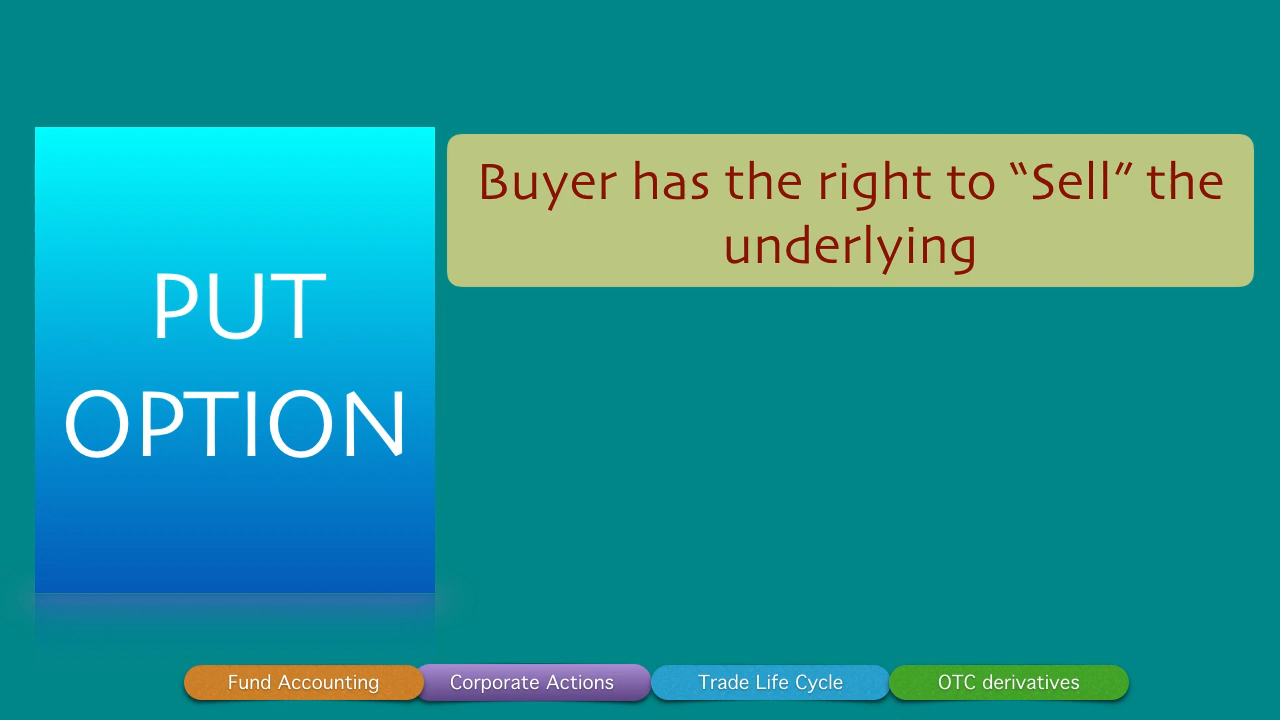 PUT
OPTION
Buyer has the right to “Sell” the
underlying
Fund Accounting
Corporate Actions
Trade Life Cycle
OTC derivatives